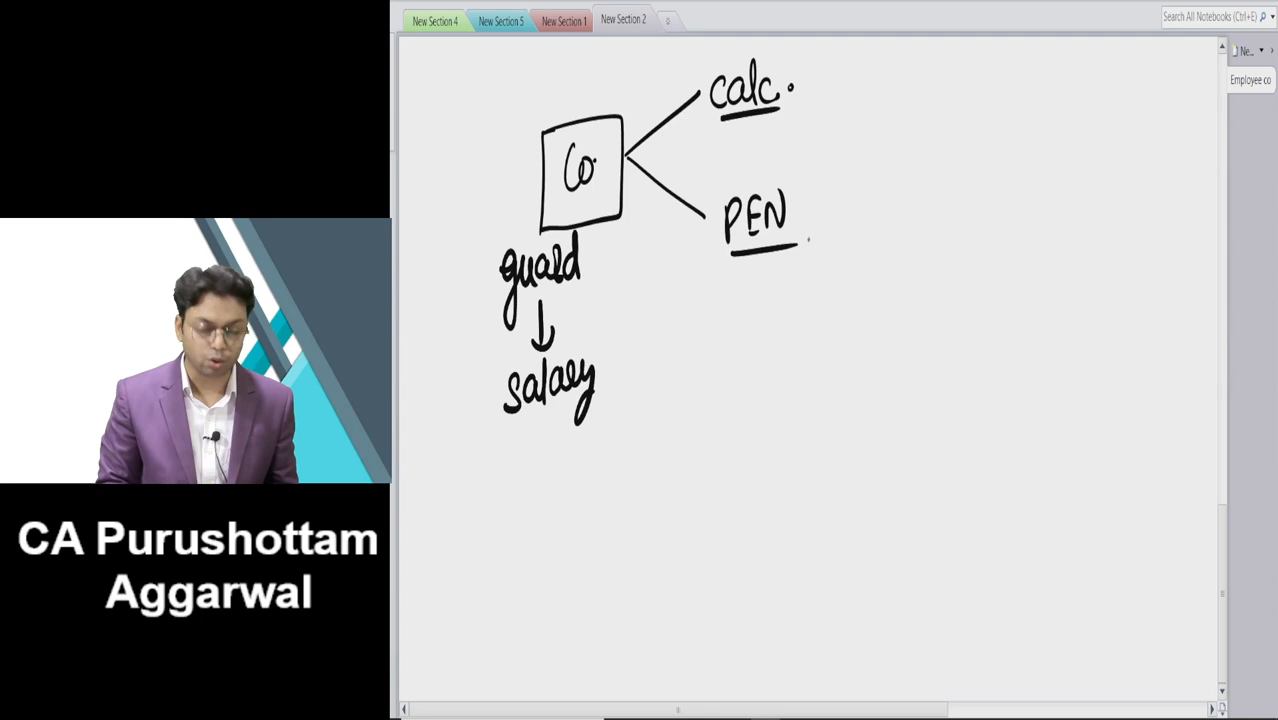 New Section 4
New Section 5
New Section 1
New Section 2
Search All Notebooks (Ctrl+E)
Ne...
Employee co
calc.
Co.
PEN
guard
salary
CA Purushottam
Aggarwal